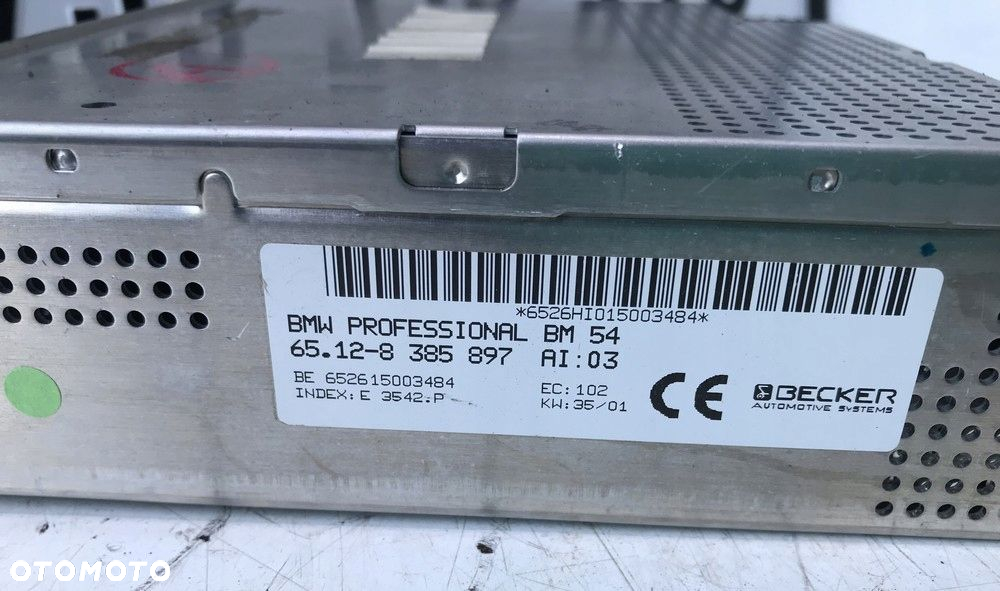 *6526HI015003484*
BMW PROFESSIONAL BM 54
65.12-8 385 897 AI:03
BE 652615003484
INDEX: E 3542.P
EC: 102
KW: 35/01
CE
BECKER
AUTOMOTIVE SYSTEMS
OTOMOTO